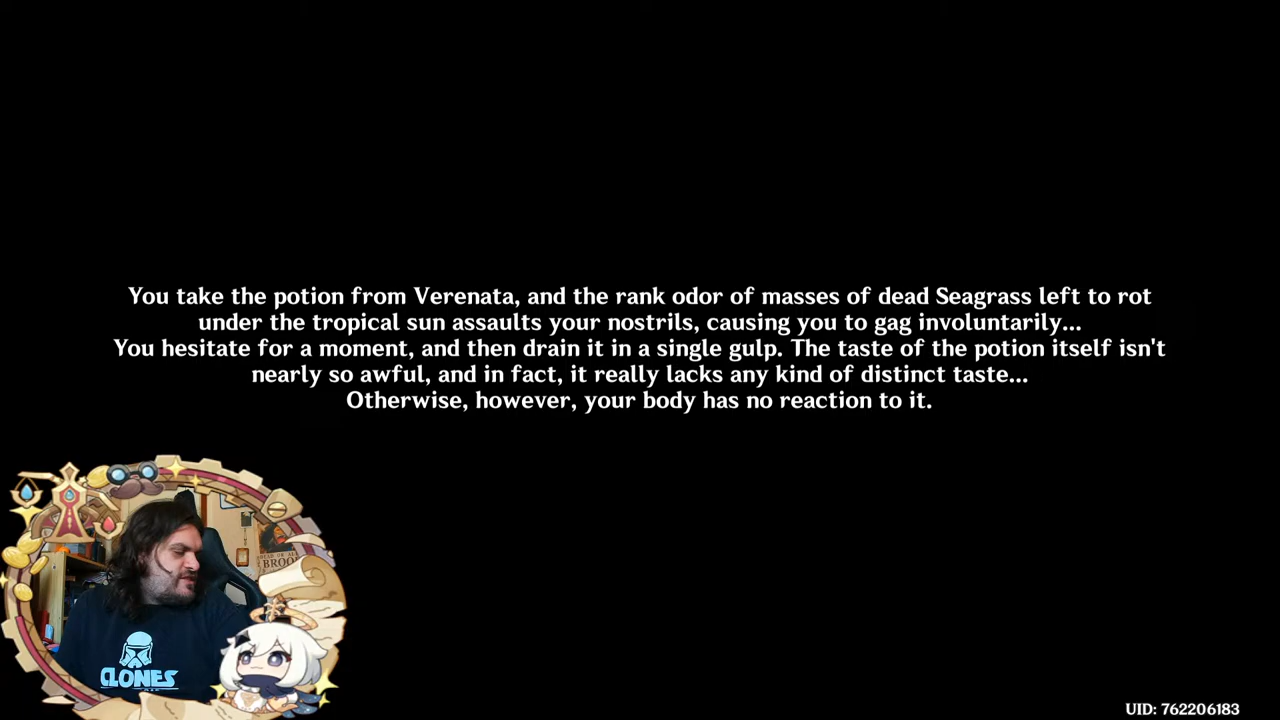 You take the potion from Verenata, and the rank odor of masses of dead Seagrass left to rot
under the tropical sun assaults your nostrils, causing you to gag involuntarily...
You hesitate for a moment, and then drain it in a single gulp. The taste of the potion itself isn't
nearly so awful, and in fact, it really lacks any kind of distinct taste...
Otherwise, however, your body has no reaction to it.
BROO
CLONES
UID: 762206183